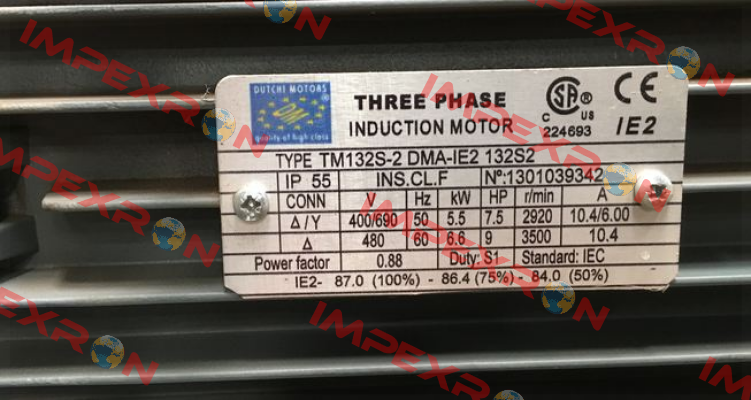 DUTCHI MOTORS
DM
quality of high class
THREE PHASE
INDUCTION MOTOR
SA ®
C US
224693
CE
IE2
TYPE TM132S-2 DMA-IE2 132S2
IP 55 INS.CL.F Nº:1301039342
CONN V Hz kW HP r/min A
Δ/Y 400/690 50 5.5 7.5 2920 10.4/6.00
Δ 480 60 6.6 9 3500 10.4
Power factor 0.88 Duty: S1 Standard: IEC
IE2- 87.0 (100%) - 86.4 (75%) - 84.0 (50%)
IMPEXRON
IMPEXRON
IMPEXRON
IMPEXRON
IMPEXRON
IMPEXRON